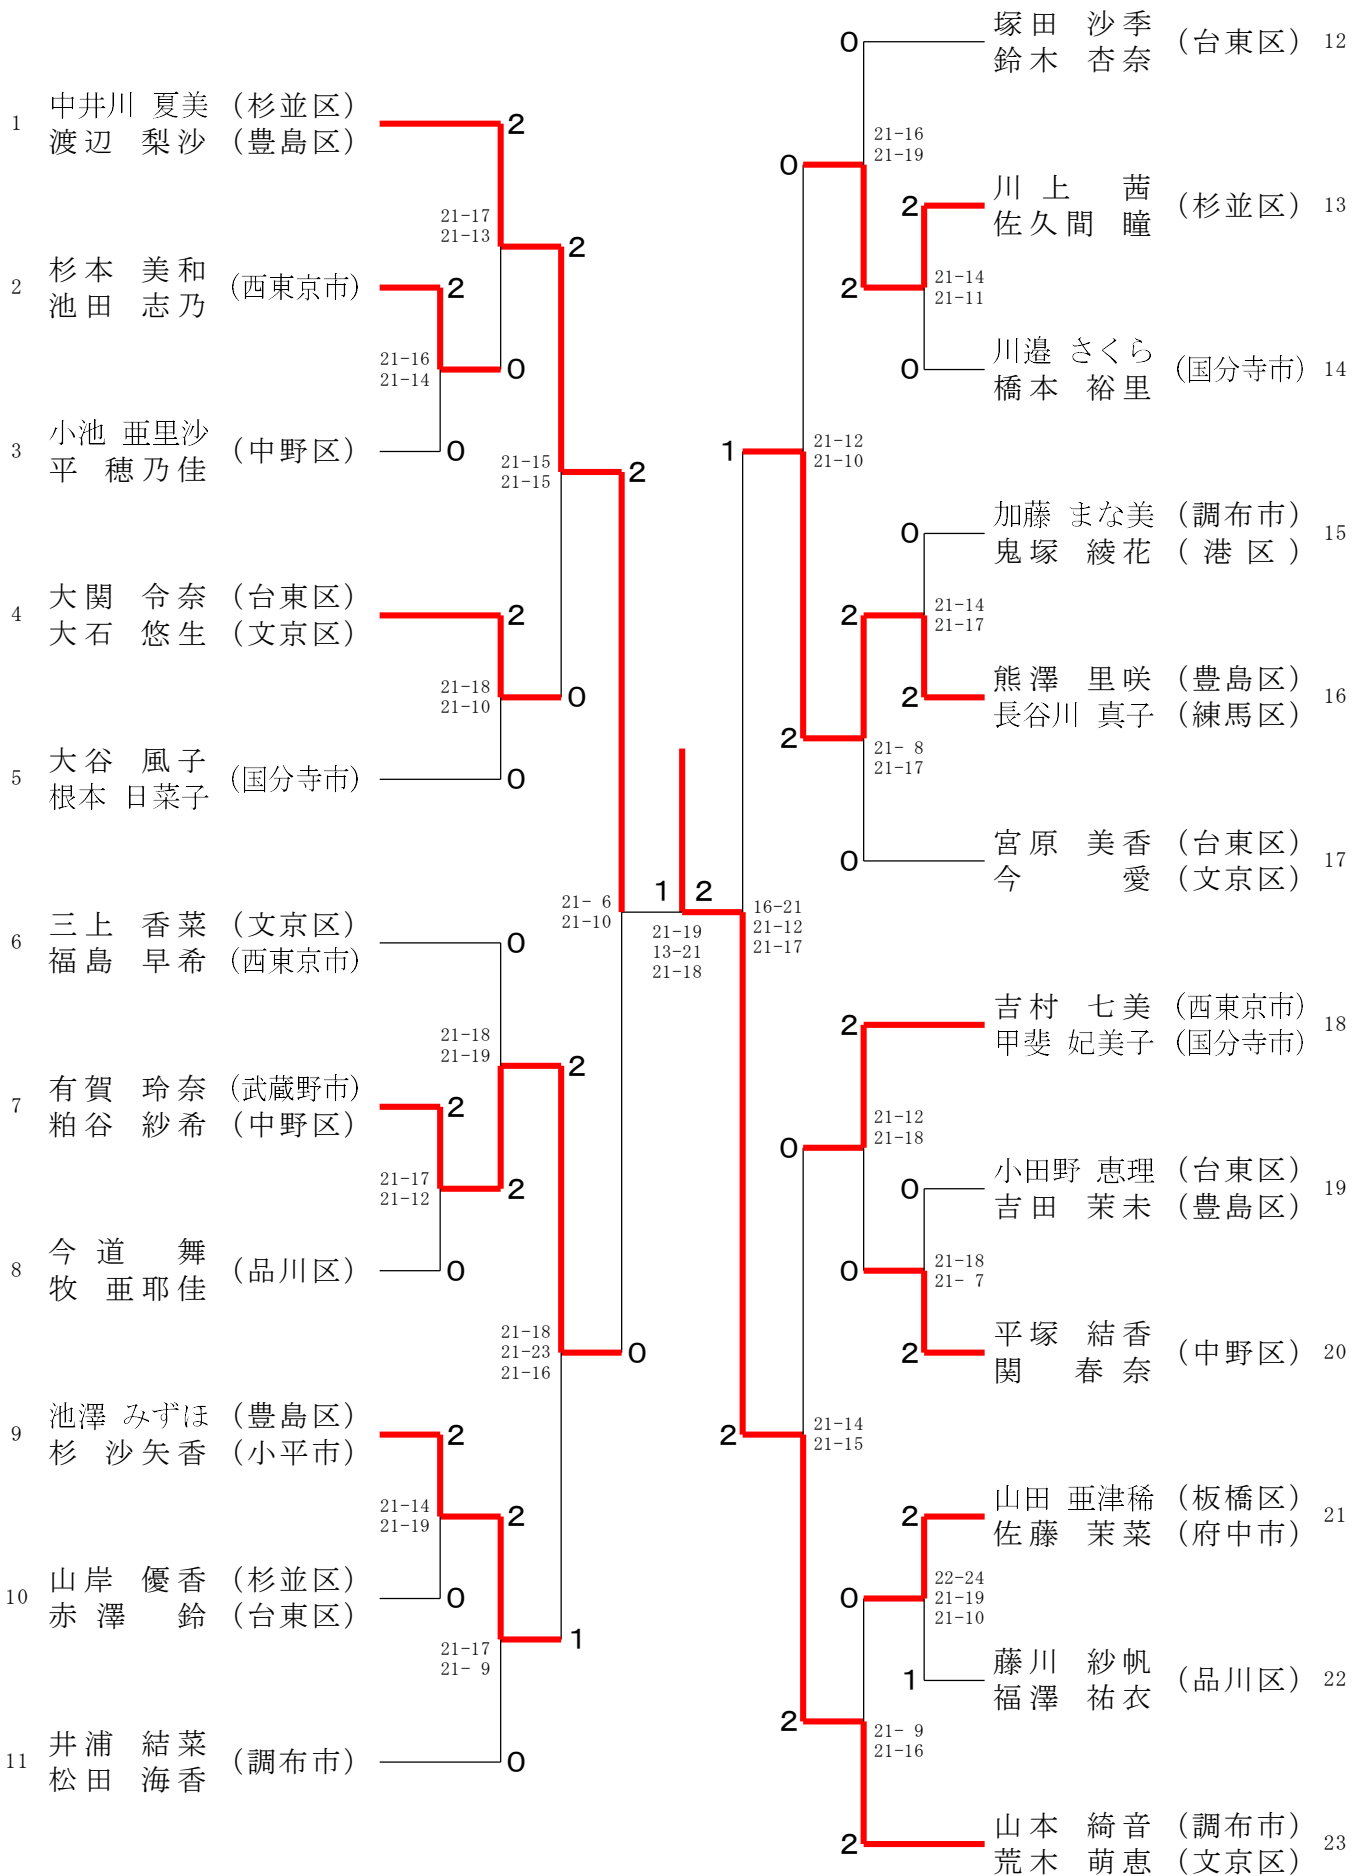 1 中井川 夏美 （杉並区）
渡辺 梨沙 （豊島区）
2
21-17
21-13
2
2 杉本 美和 （西東京市）
池田 志乃
2
21-16
21-14
0
3 小池 亜里沙 （中野区）
平 穂乃佳
0
21-15
21-15
2
4 大関 令奈 （台東区）
大石 悠生 （文京区）
2
21-18
21-10
0
5 大谷 風子 （国分寺市）
根本 日菜子
0
21- 6
21-10
6 三上 香菜 （文京区）
福島 早希 （西東京市）
0
21-18
21-19
2
7 有賀 玲奈 （武蔵野市）
粕谷 紗希 （中野区）
2
21-17
21-12
2
8 今道 舞 （品川区）
牧 亜耶佳
0
21-18
21-23
21-16
0
9 池澤 みずほ （豊島区）
杉 沙矢香 （小平市）
2
21-14
21-19
2
10 山岸 優香 （杉並区）
赤澤 鈴 （台東区）
0
21-17
21- 9
1
11 井浦 結菜 （調布市）
松田 海香
0
1 2
21-19
13-21
21-18
0
塚田 沙季 （台東区） 12
鈴木 杏奈
21-16
21-19
0
2
川上 茜 （杉並区） 13
佐久間 瞳
2
21-14
21-11
0
川邉 さくら （国分寺市） 14
橋本 裕里
1
21-12
21-10
0
加藤 まな美 （調布市） 15
鬼塚 綾花 （港区）
2
21-14
21-17
2
熊澤 里咲 （豊島区） 16
長谷川 真子 （練馬区）
2
21- 8
21-17
0
宮原 美香 （台東区） 17
今 愛 （文京区）
16-21
21-12
21-17
2
吉村 七美 （西東京市） 18
甲斐 妃美子 （国分寺市）
21-12
21-18
0
0
小田野 恵理 （台東区） 19
吉田 茉未 （豊島区）
0
21-18
21- 7
2
平塚 結香 （中野区） 20
関 春奈
2
21-14
21-15
2
山田 亜津稀 （板橋区） 21
佐藤 茉菜 （府中市）
0
22-24
21-19
21-10
1
藤川 紗帆 （品川区） 22
福澤 祐衣
2
21- 9
21-16
2
山本 綺音 （調布市） 23
荒木 萌恵 （文京区）